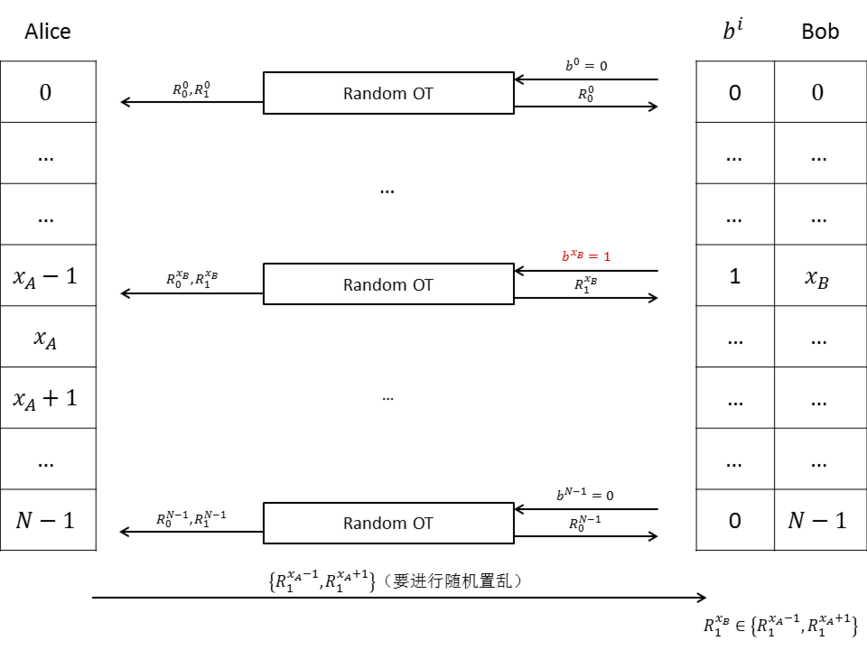 Alice b^i Bob
0 R_0^0,R_1^0 Random OT b^0 = 0 R_0^0 0 0
... ... ...
... ... ... ...
x_A − 1 R_0^{x_B},R_1^{x_B} Random OT b^{x_B} = 1 R_1^{x_B} 1 x_B
x_A ... ...
x_A + 1 ... ... ...
... ... ...
N − 1 R_0^{N−1},R_1^{N−1} Random OT b^{N−1} = 0 R_0^{N−1} 0 N − 1
{R_1^{x_A−1},R_1^{x_A+1}}（要进行随机置乱）
R_1^{x_B} ∈ {R_1^{x_A−1},R_1^{x_A+1}}